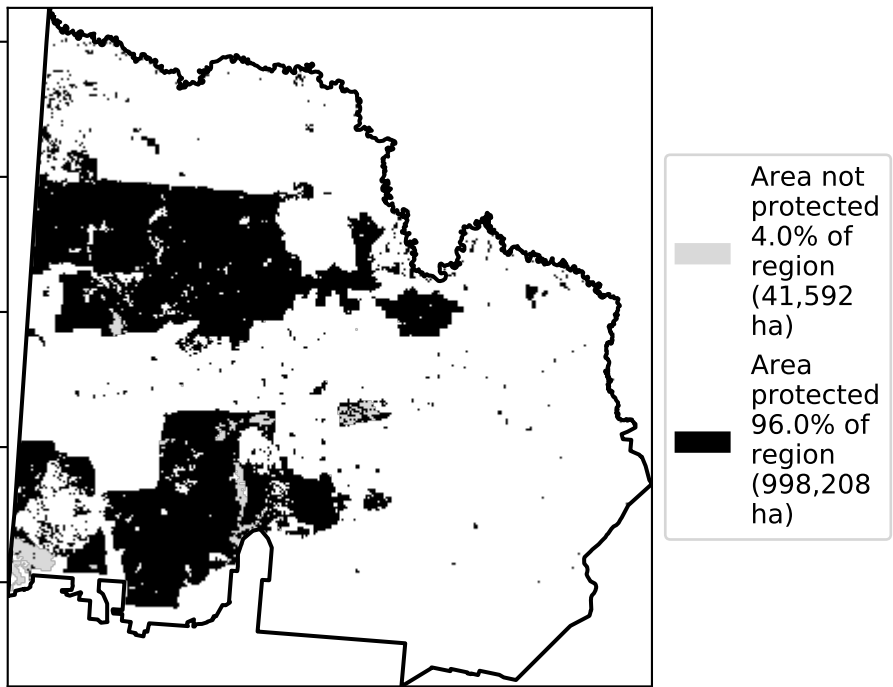 Area not
protected
4.0% of
region
(41,592
ha)
Area
protected
96.0% of
region
(998,208
ha)